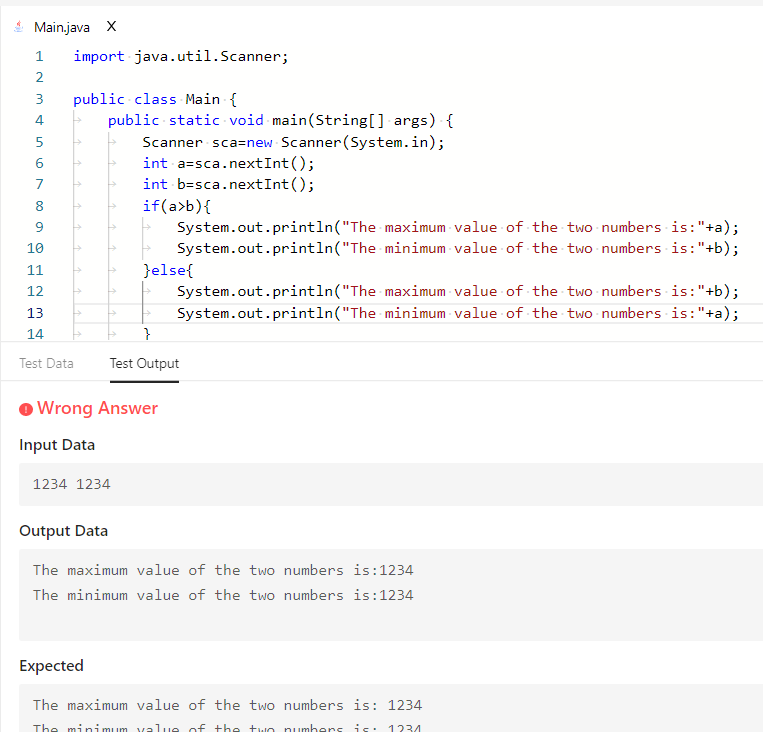 Main.java X
1 import java.util.Scanner;
2
3 public class Main {
4 public static void main(String[] args) {
5 Scanner sca=new Scanner(System.in);
6 int a=sca.nextInt();
7 int b=sca.nextInt();
8 if(a>b){
9 System.out.println("The maximum value of the two numbers is:"+a);
10 System.out.println("The minimum value of the two numbers is:"+b);
11 }else{
12 System.out.println("The maximum value of the two numbers is:"+b);
13 System.out.println("The minimum value of the two numbers is:"+a);
14 }
Test Data Test Output
Wrong Answer
Input Data
1234 1234
Output Data
The maximum value of the two numbers is:1234
The minimum value of the two numbers is:1234
Expected
The maximum value of the two numbers is: 1234
The minimum value of the two numbers is: 1234